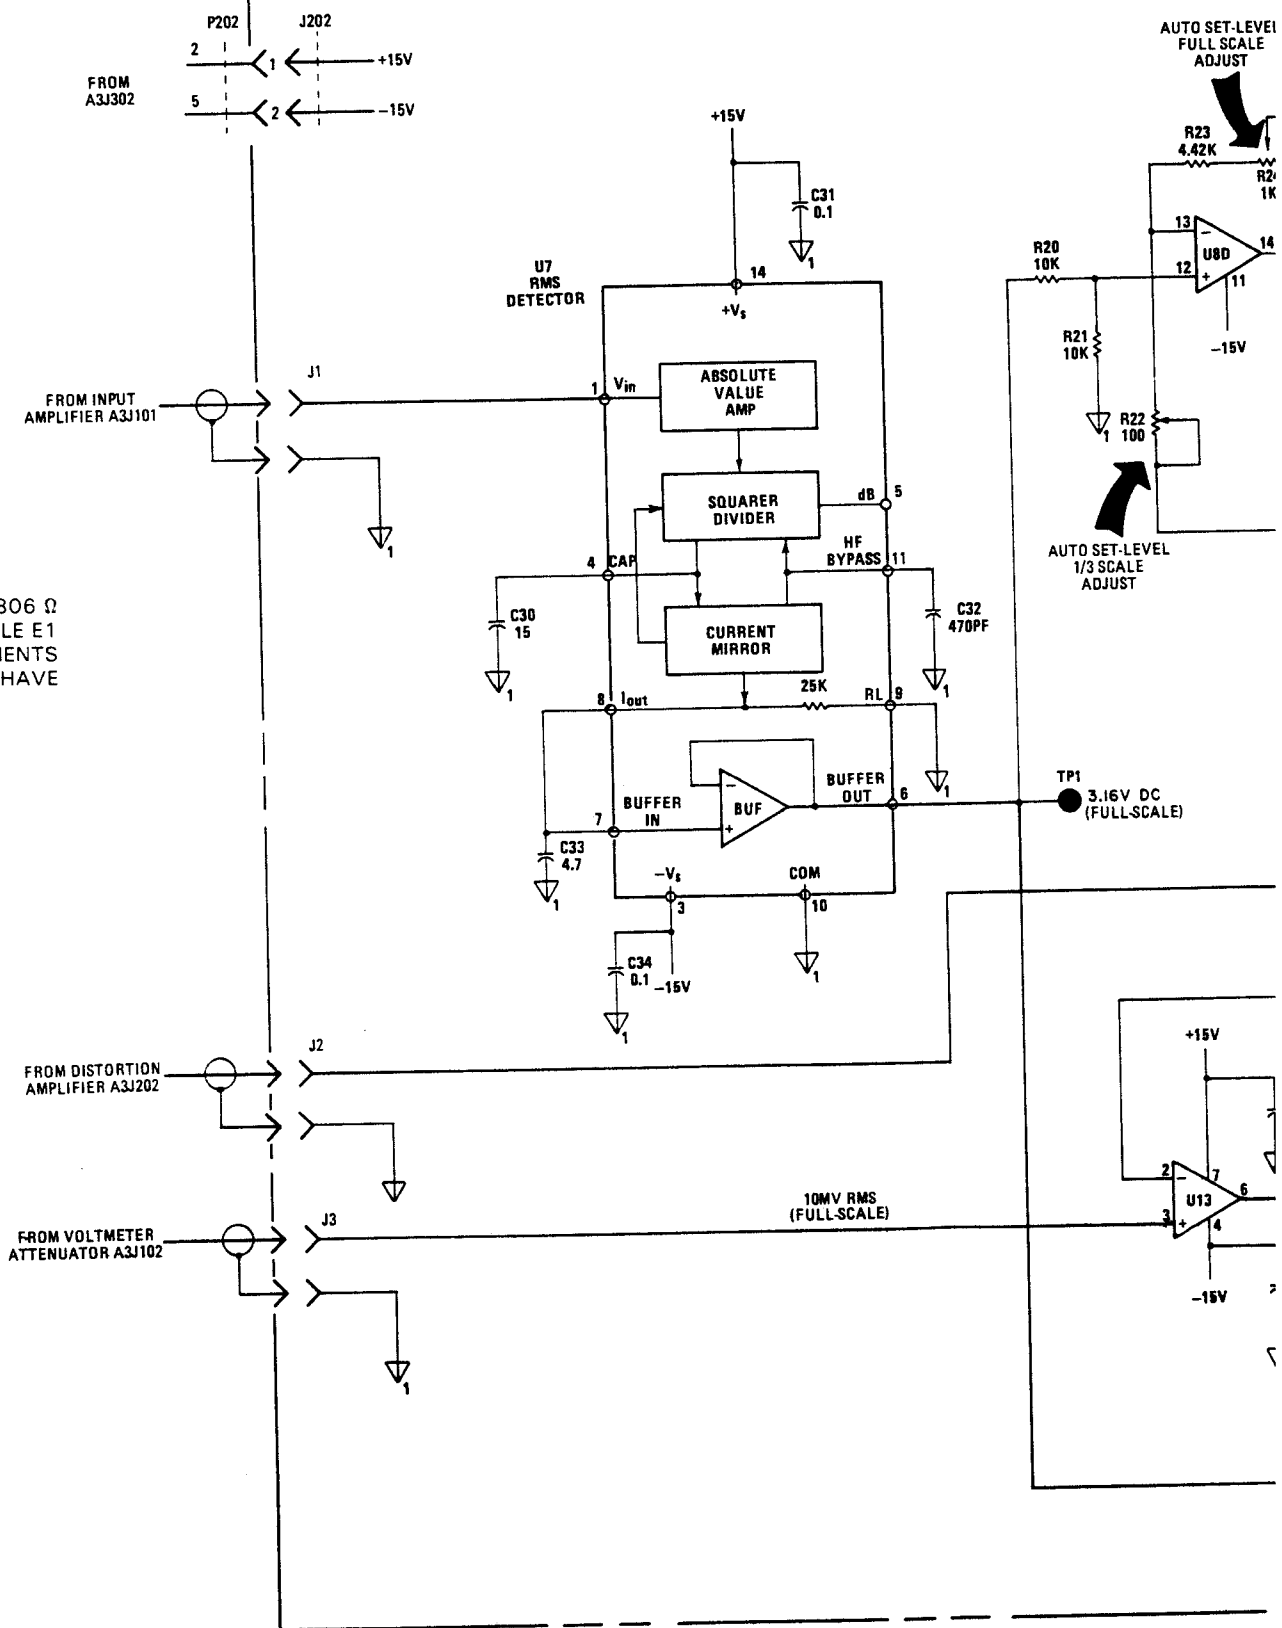 P202
J202
2
1
+15V
FROM
A3J302
5
2
-15V
AUTO SET-LEVEL
FULL SCALE
ADJUST
+15V
R23
4.42K
R24
1K
C31
0.1
1
13
-
U8D
14
12
+
11
-15V
R20
10K
R21
10K
1
R22
100
AUTO SET-LEVEL
1/3 SCALE
ADJUST
U7
RMS
DETECTOR
14
+Vs
J1
FROM INPUT
AMPLIFIER A3J101
1
1
Vin
ABSOLUTE
VALUE
AMP
SQUARER
DIVIDER
dB
5
HF
BYPASS
11
4
CAP
C30
15
1
C32
470PF
1
CURRENT
MIRROR
306 Ω
LE E1
IENTS
HAVE
25K
8
Iout
RL
9
1
BUFFER
IN
7
-
BUF
+
BUFFER
OUT
6
TP1
3.16V DC
(FULL-SCALE)
C33
4.7
1
-Vs
3
COM
10
1
C34
0.1
-15V
1
J2
FROM DISTORTION
AMPLIFIER A3J202
+15V
2
-
7
U13
6
3
+
4
-15V
10MV RMS
(FULL-SCALE)
J3
FROM VOLTMETER
ATTENUATOR A3J102
1